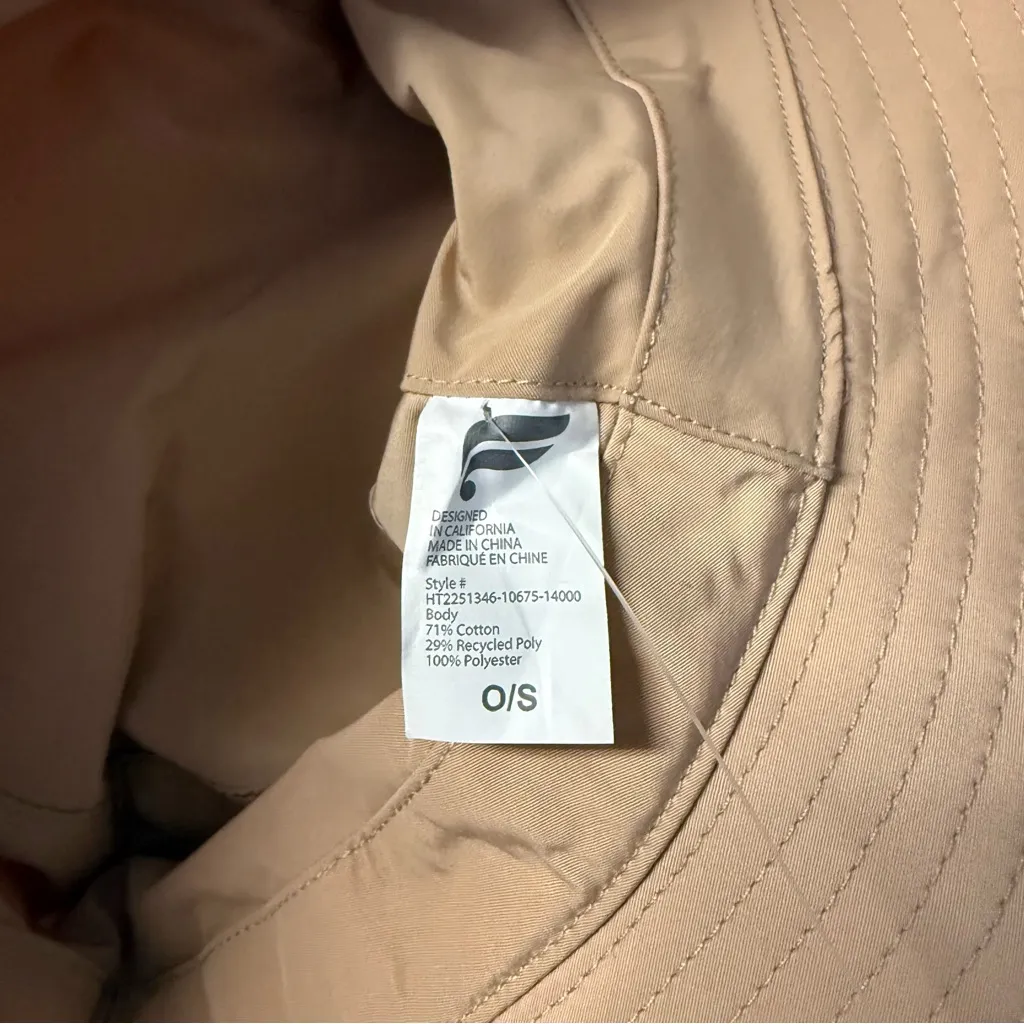 DESIGNED
IN CALIFORNIA
MADE IN CHINA
FABRIQUÉ EN CHINE
Style #
HT2251346-10675-14000
Body
71% Cotton
29% Recycled Poly
100% Polyester
O/S